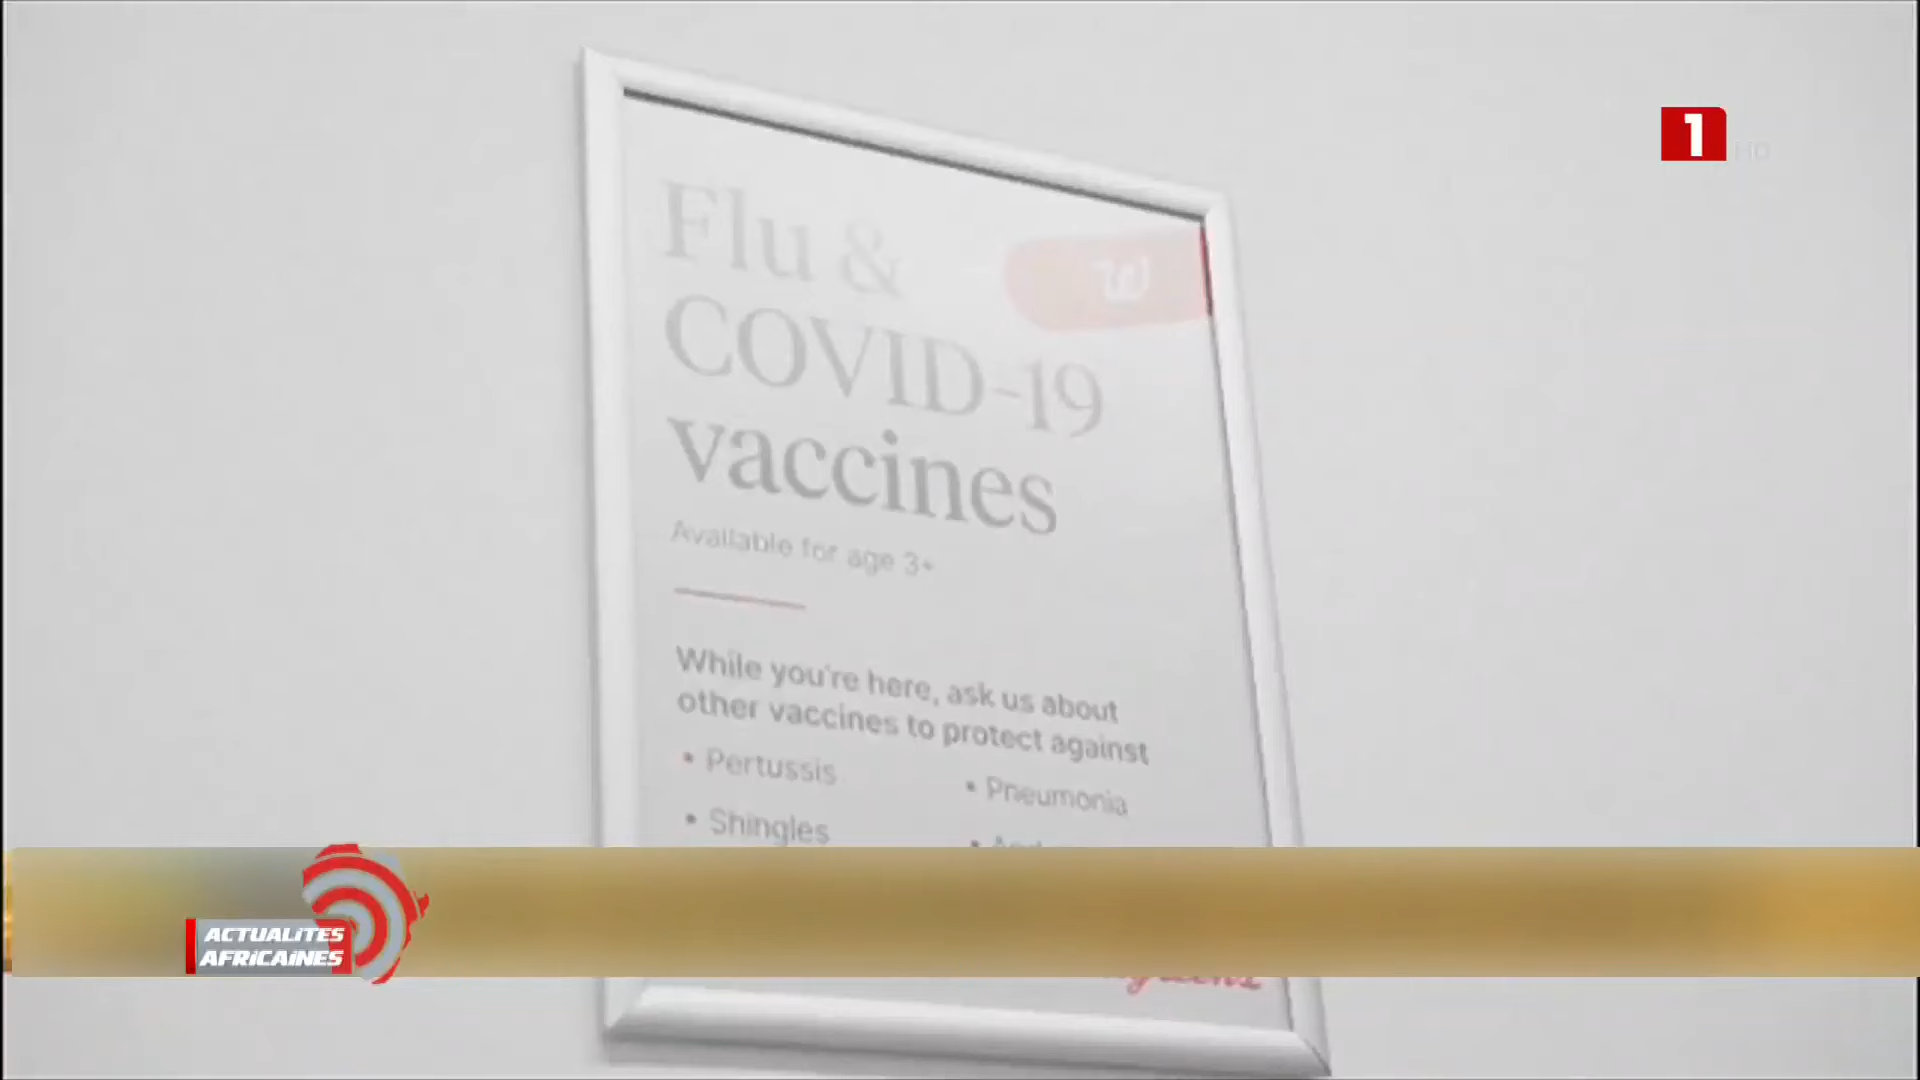 1
HD
Flu &
W
COVID-19
vaccines
Available for age 3+
While you're here, ask us about
other vaccines to protect against
• Pertussis
• Pneumonia
• Shingles
ACTUALITES
AFRICAINES